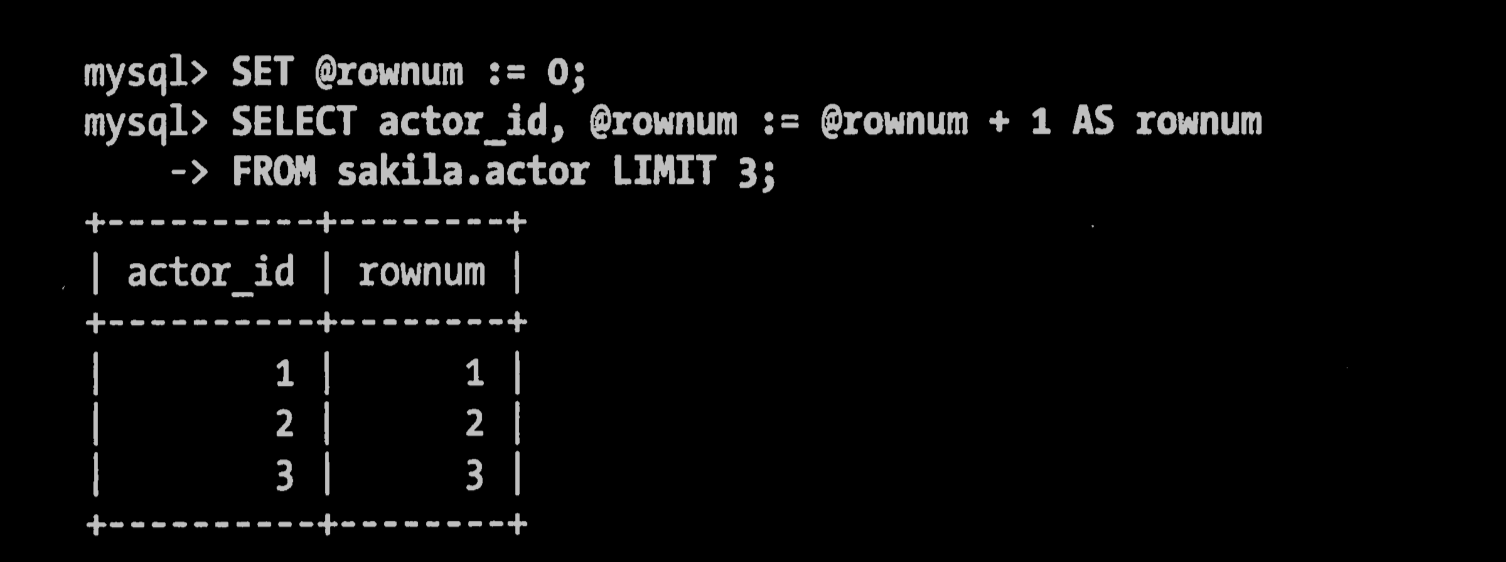 mysql> SET @rownum := 0;
mysql> SELECT actor_id, @rownum := @rownum + 1 AS rownum
    -> FROM sakila.actor LIMIT 3;
+----------+--------+
| actor_id | rownum |
+----------+--------+
|        1 |      1 |
|        2 |      2 |
|        3 |      3 |
+----------+--------+